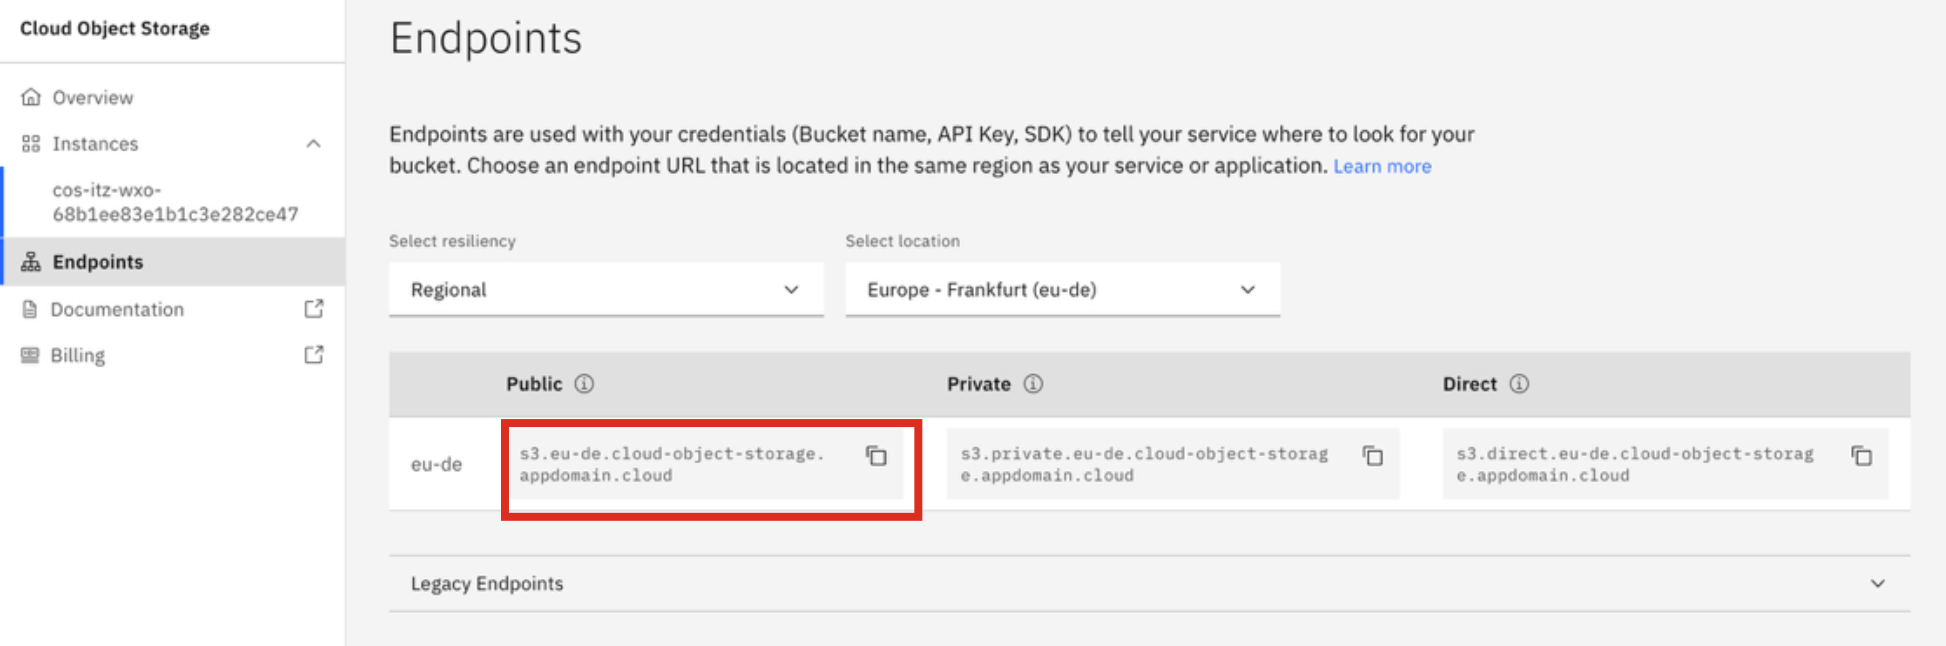 Cloud Object Storage
Overview
Instances
cos-itz-wxo-
68b1ee83e1b1c3e282ce47
Endpoints
Documentation
Billing
Endpoints
Endpoints are used with your credentials (Bucket name, API Key, SDK) to tell your service where to look for your
bucket. Choose an endpoint URL that is located in the same region as your service or application. Learn more
Select resiliency
Select location
Regional
Europe - Frankfurt (eu-de)
Public
Private
Direct
eu-de
s3.eu-de.cloud-object-storage.
appdomain.cloud
s3.private.eu-de.cloud-object-storag
e.appdomain.cloud
s3.direct.eu-de.cloud-object-storag
e.appdomain.cloud
Legacy Endpoints